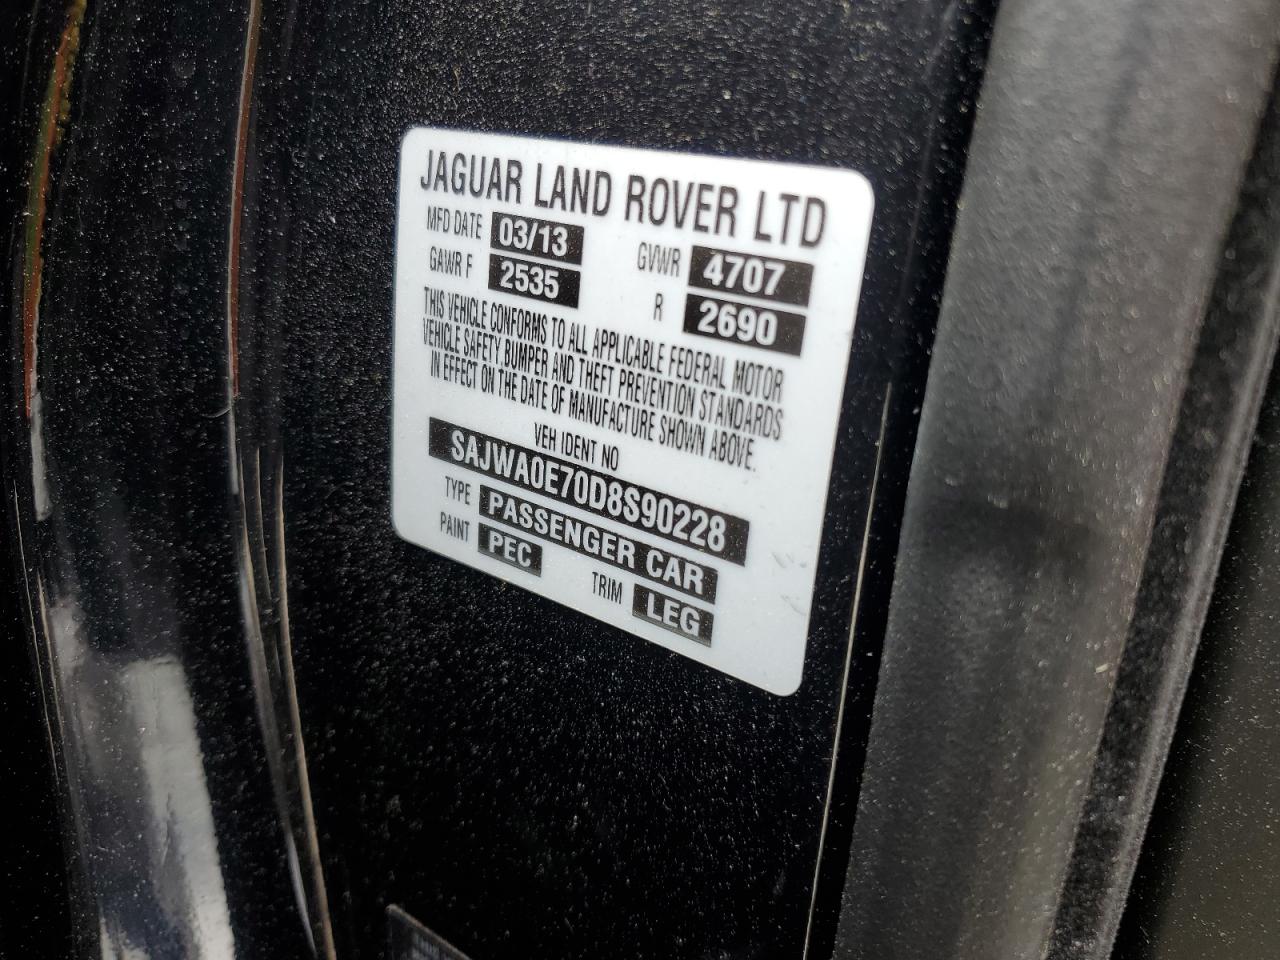 JAGUAR LAND ROVER LTD
MFD DATE 03/13 GVWR 4707
GAWR F 2535 R 2690
THIS VEHICLE CONFORMS TO ALL APPLICABLE FEDERAL MOTOR
VEHICLE SAFETY, BUMPER AND THEFT PREVENTION STANDARDS
IN EFFECT ON THE DATE OF MANUFACTURE SHOWN ABOVE.
VEH IDENT NO
SAJWA0E70D8S90228
TYPE PASSENGER CAR
PAINT PEC TRIM LEG